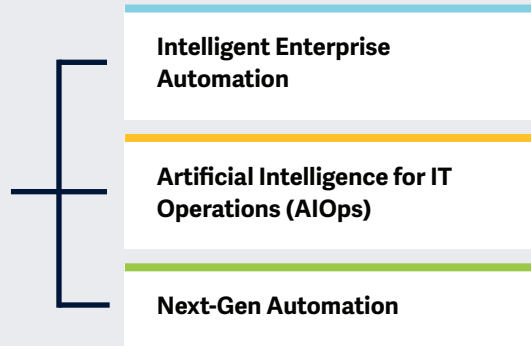 Intelligent Enterprise
Automation
Artificial Intelligence for IT
Operations (AIOps)
Next-Gen Automation